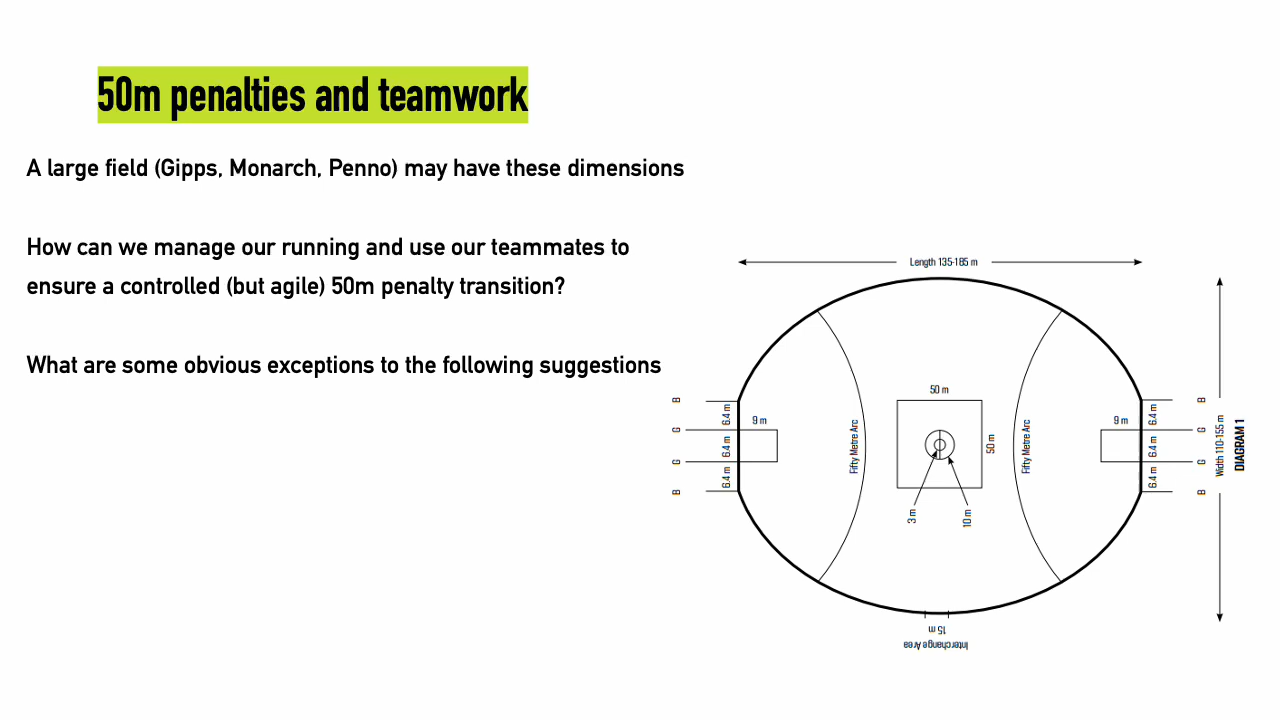 50m penalties and teamwork
A large field (Gipps, Monarch, Penno) may have these dimensions
How can we manage our running and use our teammates to
ensure a controlled (but agile) 50m penalty transition?
What are some obvious exceptions to the following suggestions
Length 135-185 m
50 m
50 m
Fifty Metre Arc
Fifty Metre Arc
9 m
9 m
B
G
G
B
6.4 m
6.4 m
6.4 m
6.4 m
6.4 m
6.4 m
B
G
G
B
Width 110-155 m
DIAGRAM 1
3 m
10 m
15 m
Interchange Area